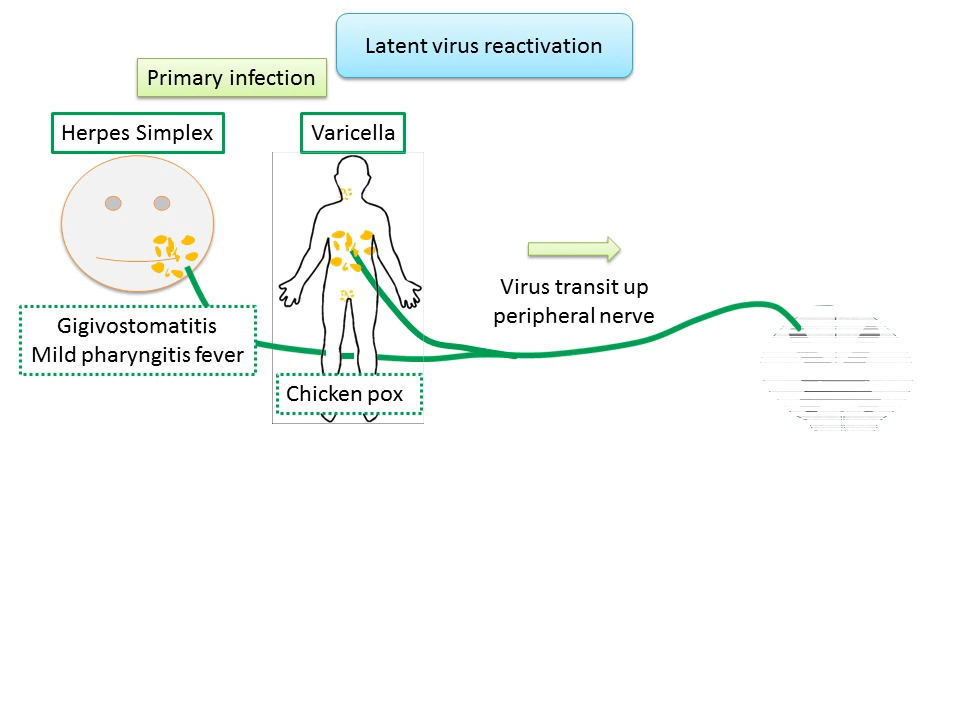 Latent virus reactivation
Primary infection
Herpes Simplex
Varicella
Virus transit up
peripheral nerve
Gigivostomatitis
Mild pharyngitis fever
Chicken pox